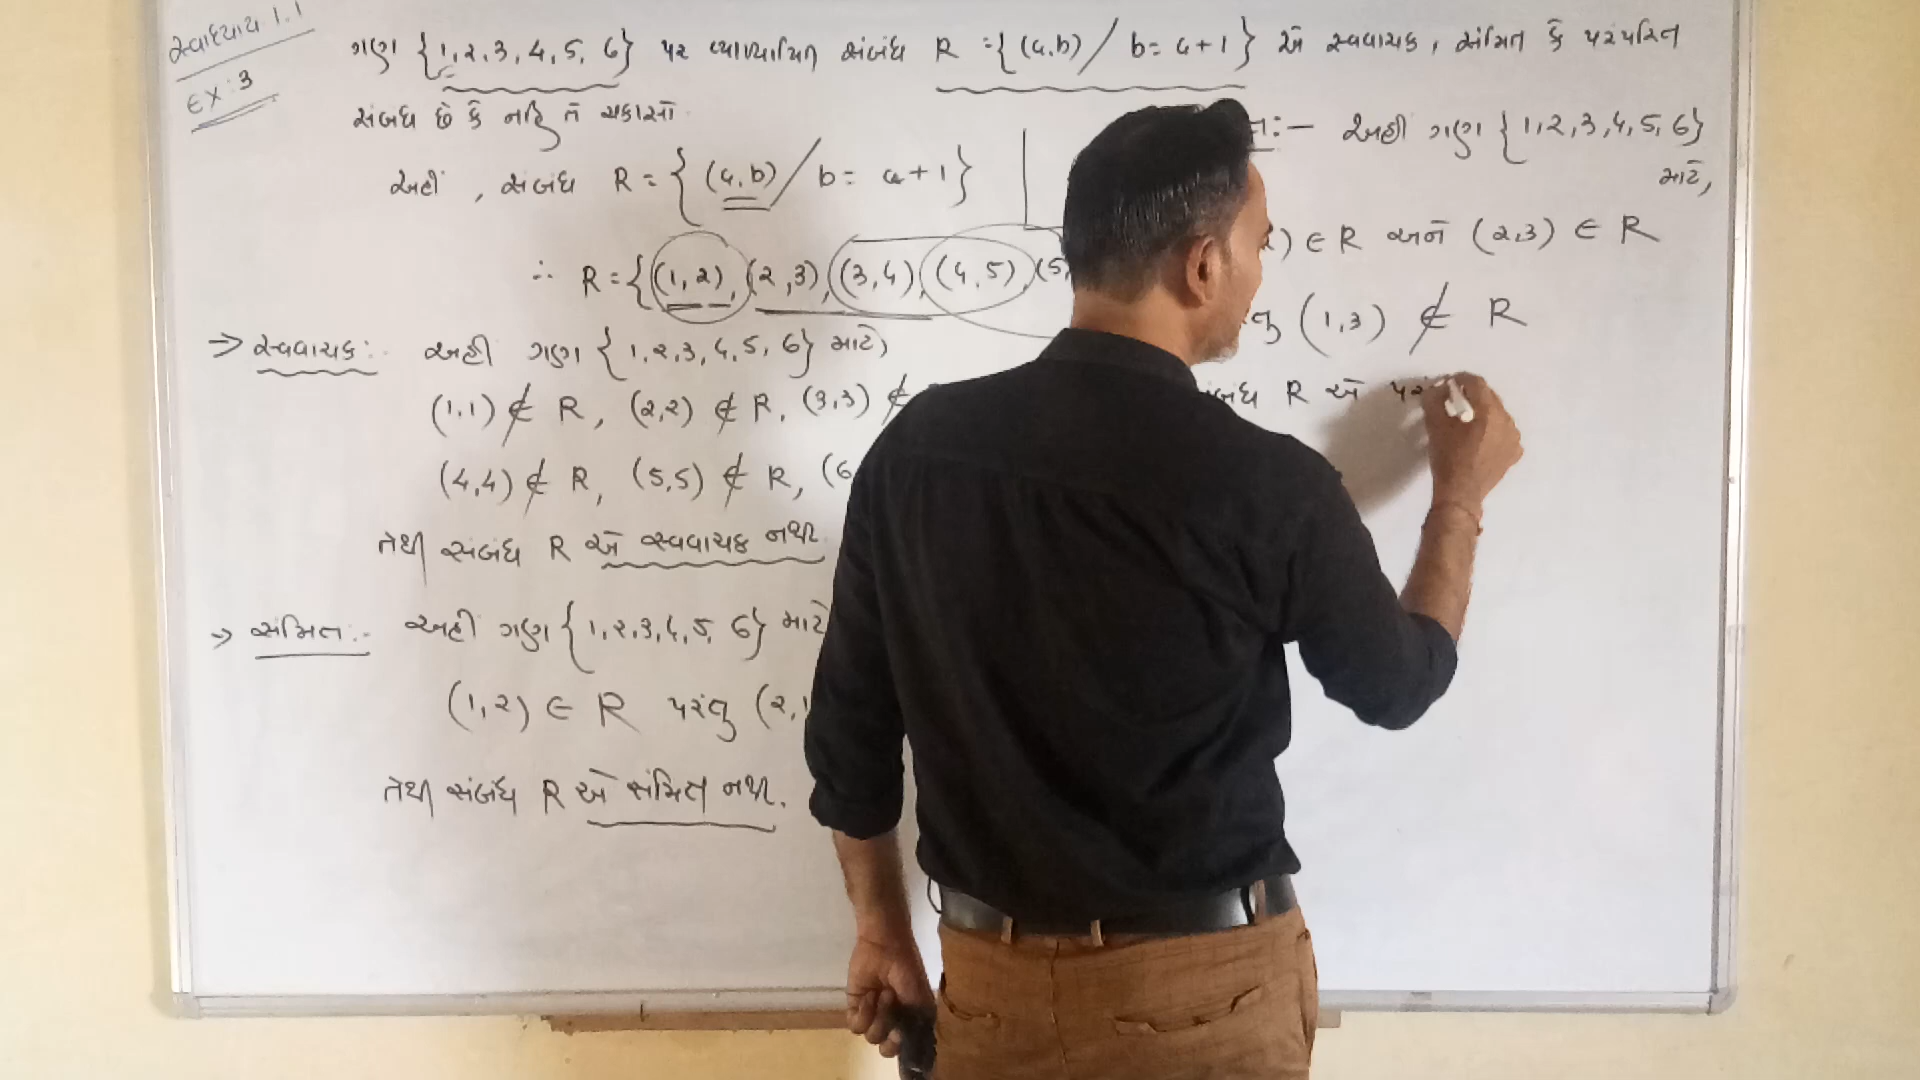 સ્વાધ્યાય 1.1
EX:3
ગણ {1,2,3,4,5,6} પર વ્યાખ્યાયિત સંબંધ R = {(a,b) / b = a+1} એ સ્વવાચક, સંમિત કે પરંપરિત
સંબંધ છે કે નહિ તે ચકાસો.
અહીં, સંબંધ R = {(a,b) / b = a+1}
∴ R = {(1,2), (2,3), (3,4), (4,5), (5,
→ સ્વવાચક:- અહીં ગણ {1,2,3,4,5,6} માટે,
(1,1) ∉ R, (2,2) ∉ R, (3,3) ∉
(4,4) ∉ R, (5,5) ∉ R, (6
તેથી સંબંધ R એ સ્વવાચક નથી.
→ સંમિત:- અહીં ગણ {1,2,3,4,5,6} માટે
(1,2) ∈ R પરંતુ (2,1
તેથી સંબંધ R એ સંમિત નથી.
ત:- અહીં ગણ {1,2,3,4,5,6}
માટે,
2) ∈ R અને (2,3) ∈ R
તુ (1,3) ∉ R
સંબંધ R એ પરં